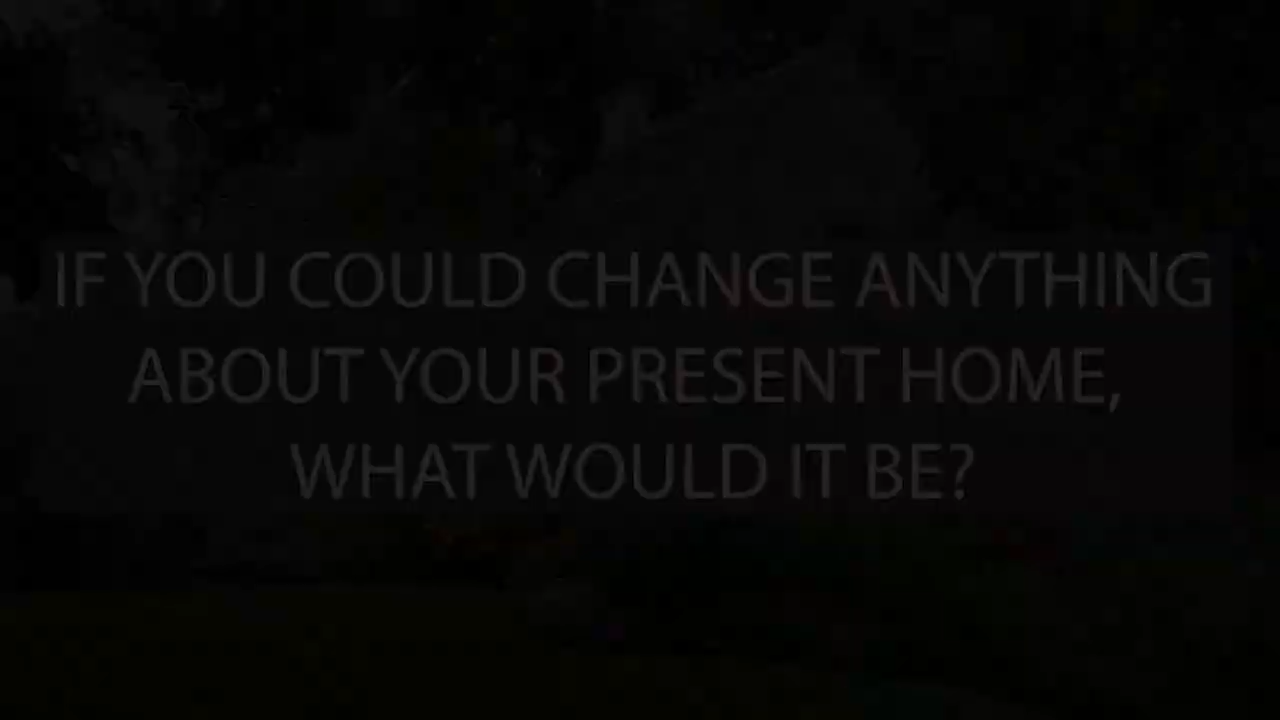 IF YOU COULD CHANGE ANYTHING
ABOUT YOUR PRESENT HOME,
WHAT WOULD IT BE?